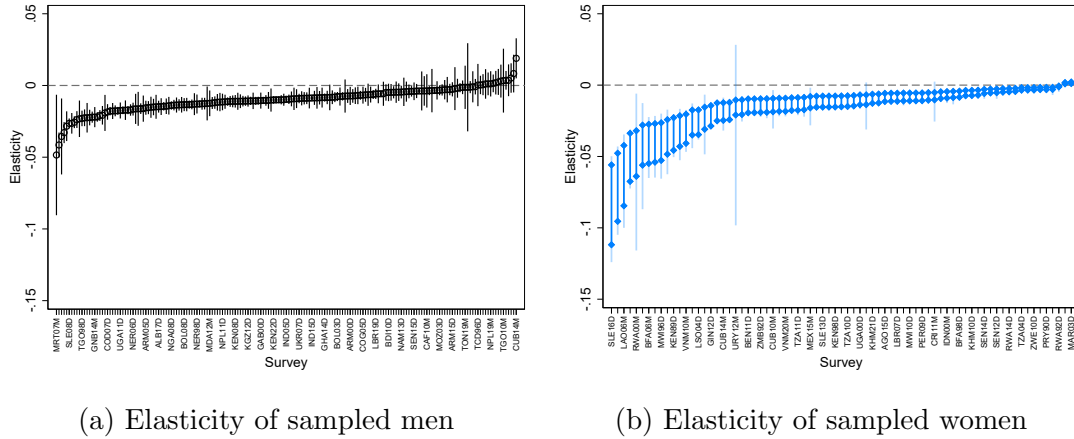 .05
0
-.05
-.1
-.15
Elasticity
MRT07M
SLE08D
TGO98D
GNB14M
COD07D
UGA11D
NER06D
ARM05D
ALB17D
NGA08D
BOL08D
NER98D
MDA12M
NPL11D
KEN08D
KGZ12D
GAB00D
KEN22D
IND05D
UKR07D
IND15D
GHA14D
BOL03D
ARM00D
COG05D
LBR19D
BDI10D
NAM13D
SEN15D
CAF10M
MOZ03D
ARM15D
TON19M
TCD96D
NPL19M
TGO10M
CUB14M
Survey
(a) Elasticity of sampled men
.05
0
-.05
-.1
-.15
Elasticity
SLE16D
LAO06M
RWA00M
BFA06M
MWI96D
KEN89D
VNM10M
LSO04D
GIN12D
CUB14M
URY12M
BEN11D
ZMB92D
CUB10M
VNM20M
TZA11D
MEX15M
SLE13D
KEN98D
TZA10D
UGA00D
KHM21D
AGO15D
LBR07D
MWI10D
PER09D
CRI11M
IDN00M
BFA98D
KHM10D
SEN14D
SEN12D
RWA14D
TZA04D
ZWE10D
PRY90D
RWA92D
MAR03D
Survey
(b) Elasticity of sampled women